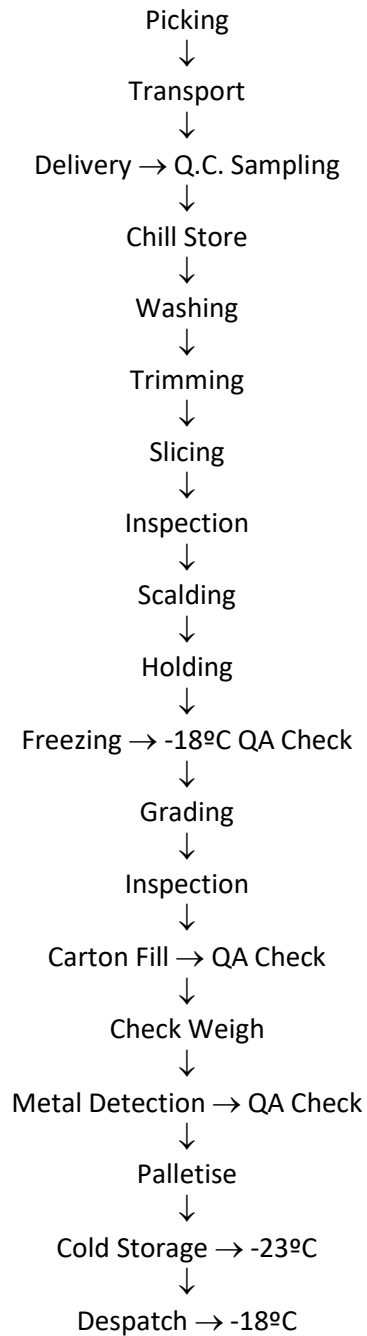 Picking
↓
Transport
↓
Delivery → Q.C. Sampling
↓
Chill Store
↓
Washing
↓
Trimming
↓
Slicing
↓
Inspection
↓
Scalding
↓
Holding
↓
Freezing → -18ºC QA Check
↓
Grading
↓
Inspection
↓
Carton Fill → QA Check
↓
Check Weigh
↓
Metal Detection → QA Check
↓
Palletise
↓
Cold Storage → -23ºC
↓
Despatch → -18ºC